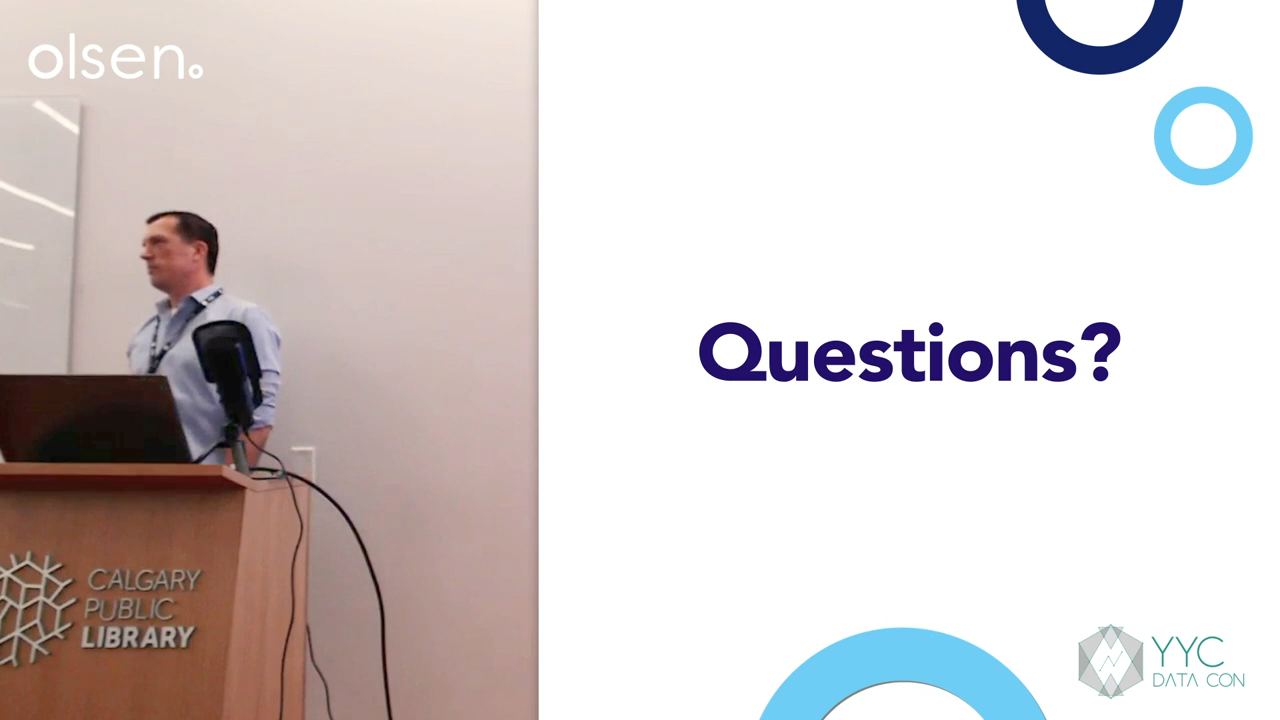 olsen.
Questions?
CALGARY
PUBLIC
LIBRARY
YYC
DATA CON